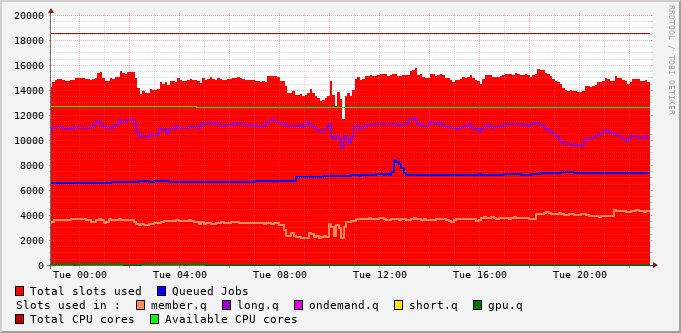 RRDTOOL / TOBI OETIKER
20000
18000
16000
14000
12000
10000
8000
6000
4000
2000
0
Tue 00:00 Tue 04:00 Tue 08:00 Tue 12:00 Tue 16:00 Tue 20:00
Total slots used Queued Jobs
Slots used in : member.q long.q ondemand.q short.q gpu.q
Total CPU cores Available CPU cores